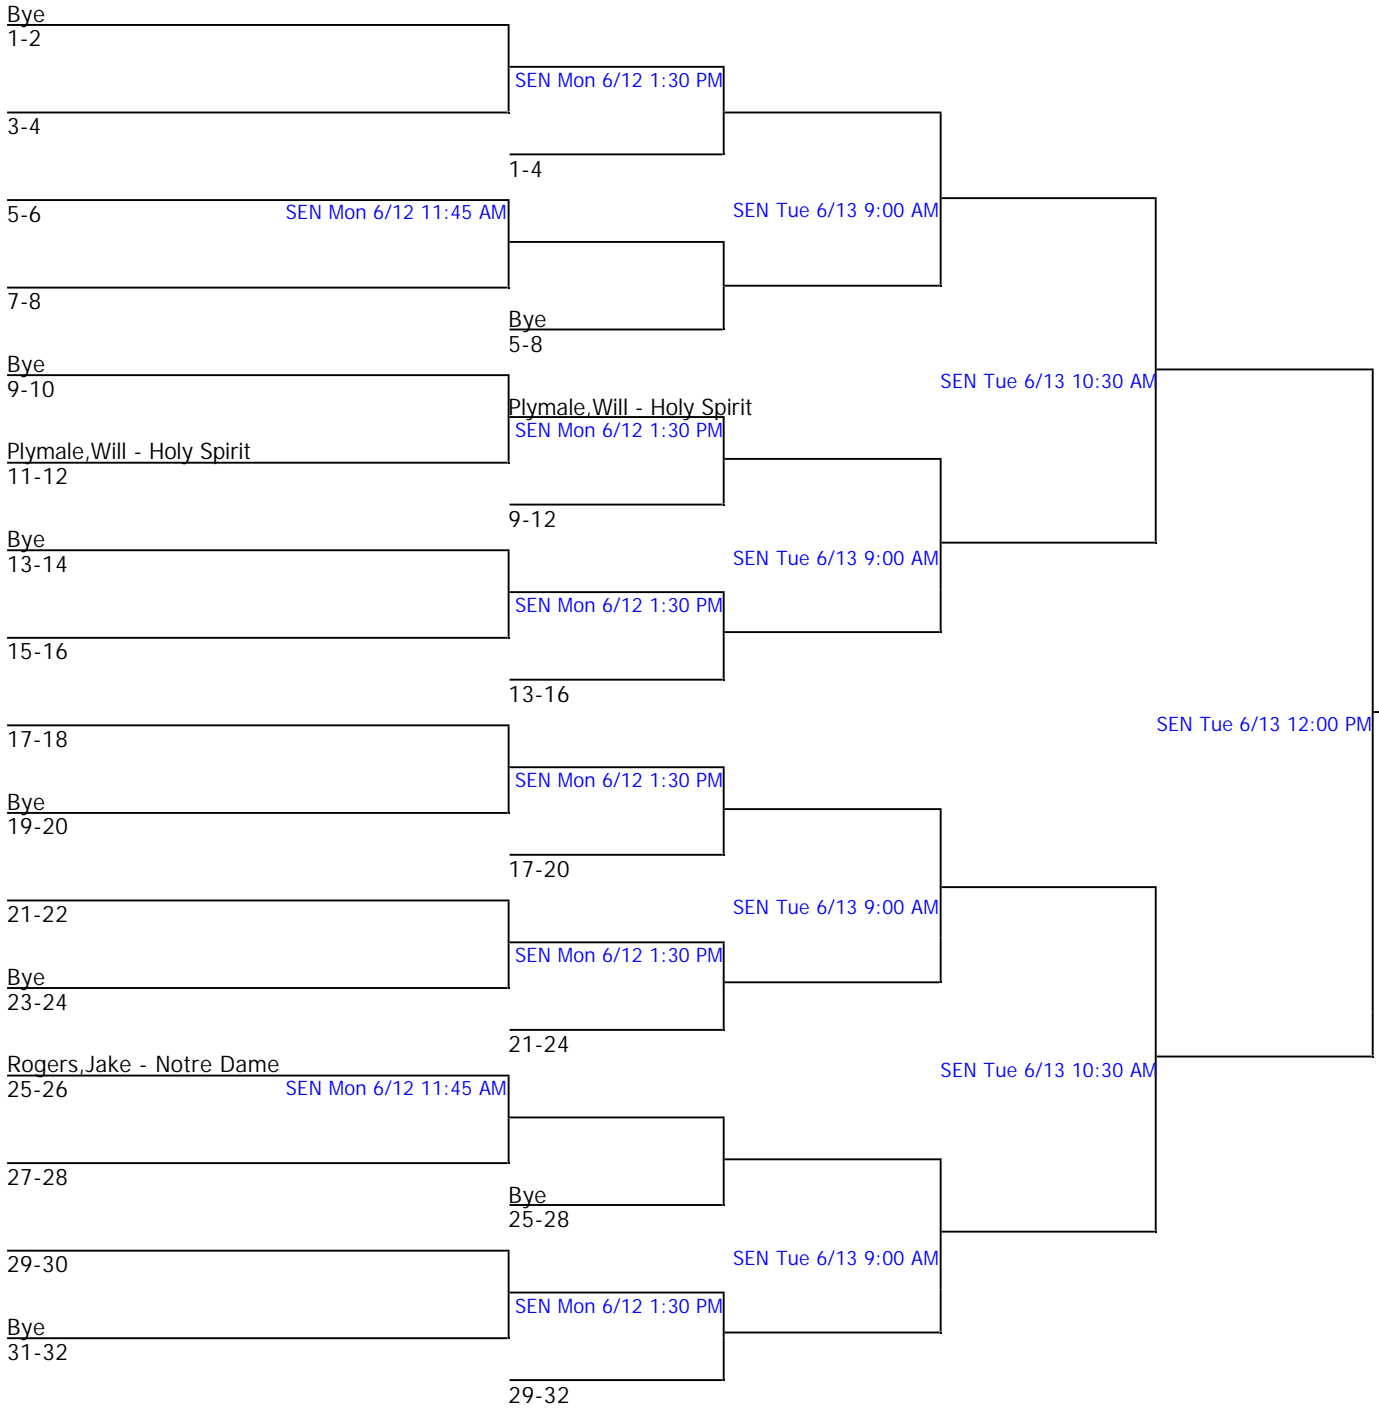 Bye
1-2
SEN Mon 6/12 1:30 PM
3-4
1-4
5-6
SEN Mon 6/12 11:45 AM
SEN Tue 6/13 9:00 AM
7-8
Bye
5-8
Bye
9-10
SEN Tue 6/13 10:30 AM
Plymale,Will - Holy Spirit
SEN Mon 6/12 1:30 PM
Plymale,Will - Holy Spirit
11-12
9-12
Bye
13-14
SEN Tue 6/13 9:00 AM
SEN Mon 6/12 1:30 PM
15-16
13-16
17-18
SEN Tue 6/13 12:00 PM
SEN Mon 6/12 1:30 PM
Bye
19-20
17-20
21-22
SEN Tue 6/13 9:00 AM
SEN Mon 6/12 1:30 PM
Bye
23-24
21-24
Rogers,Jake - Notre Dame
25-26
SEN Mon 6/12 11:45 AM
SEN Tue 6/13 10:30 AM
27-28
Bye
25-28
29-30
SEN Tue 6/13 9:00 AM
SEN Mon 6/12 1:30 PM
Bye
31-32
29-32